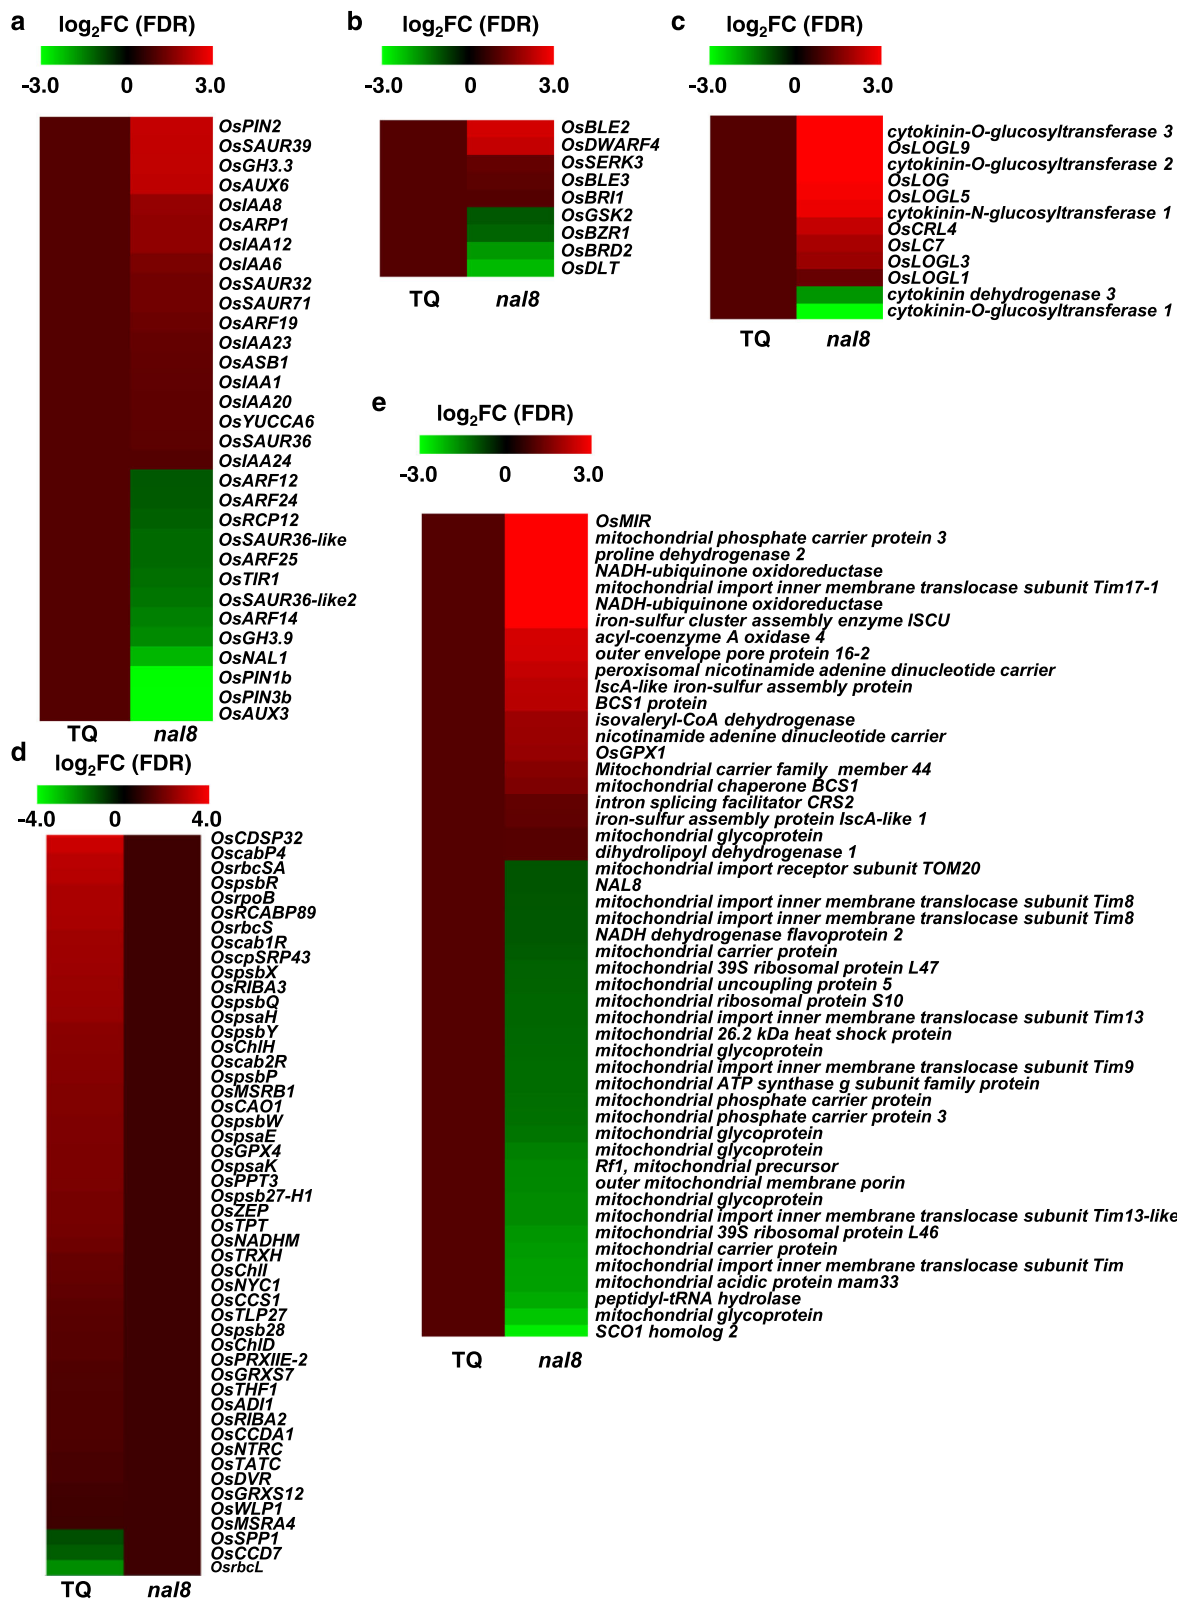 a
log2FC (FDR)
-3.0 0 3.0
OsPIN2
OsSAUR39
OsGH3.3
OsAUX6
OsIAA8
OsARP1
OsIAA12
OsIAA6
OsSAUR32
OsSAUR71
OsARF19
OsIAA23
OsASB1
OsIAA1
OsIAA20
OsYUCCA6
OsSAUR36
OsIAA24
OsARF12
OsARF24
OsRCP12
OsSAUR36-like
OsARF25
OsTIR1
OsSAUR36-like2
OsARF14
OsGH3.9
OsNAL1
OsPIN1b
OsPIN3b
OsAUX3
TQ nal8
b
log2FC (FDR)
-3.0 0 3.0
OsBLE2
OsDWARF4
OsSERK3
OsBLE3
OsBRI1
OsGSK2
OsBZR1
OsBRD2
OsDLT
TQ nal8
c
log2FC (FDR)
-3.0 0 3.0
cytokinin-O-glucosyltransferase 3
OsLOGL9
cytokinin-O-glucosyltransferase 2
OsLOG
OsLOGL5
cytokinin-N-glucosyltransferase 1
OsCRL4
OsLC7
OsLOGL3
OsLOGL1
cytokinin dehydrogenase 3
cytokinin-O-glucosyltransferase 1
TQ nal8
d
log2FC (FDR)
-4.0 0 4.0
OsCDSP32
OscabP4
OsrbcSA
OspsbR
OsrpoB
OsRCABP89
OsrbcS
Oscab1R
OscpSRP43
OspsbX
OsRIBA3
OspsbQ
OspsaH
OspsbY
OsChlH
Oscab2R
OspsbP
OsMSRB1
OsCAO1
OspsbW
OspsaE
OsGPX4
OspsaK
OsPPT3
Ospsb27-H1
OsZEP
OsTPT
OsNADHM
OsTRXH
OsChlI
OsNYC1
OsCCS1
OsTLP27
Ospsb28
OsChlD
OsPRXIIE-2
OsGRXS7
OsTHF1
OsADI1
OsRIBA2
OsCCDA1
OsNTRC
OsTATC
OsDVR
OsGRXS12
OsWLP1
OsMSRA4
OsSPP1
OsCCD7
OsrbcL
TQ nal8
e
log2FC (FDR)
-3.0 0 3.0
OsMIR
mitochondrial phosphate carrier protein 3
proline dehydrogenase 2
NADH-ubiquinone oxidoreductase
mitochondrial import inner membrane translocase subunit Tim17-1
NADH-ubiquinone oxidoreductase
iron-sulfur cluster assembly enzyme ISCU
acyl-coenzyme A oxidase 4
outer envelope pore protein 16-2
peroxisomal nicotinamide adenine dinucleotide carrier
IscA-like iron-sulfur assembly protein
BCS1 protein
isovaleryl-CoA dehydrogenase
nicotinamide adenine dinucleotide carrier
OsGPX1
Mitochondrial carrier family member 44
mitochondrial chaperone BCS1
intron splicing facilitator CRS2
iron-sulfur assembly protein IscA-like 1
mitochondrial glycoprotein
dihydrolipoyl dehydrogenase 1
mitochondrial import receptor subunit TOM20
NAL8
mitochondrial import inner membrane translocase subunit Tim8
mitochondrial import inner membrane translocase subunit Tim8
NADH dehydrogenase flavoprotein 2
mitochondrial carrier protein
mitochondrial 39S ribosomal protein L47
mitochondrial uncoupling protein 5
mitochondrial ribosomal protein S10
mitochondrial import inner membrane translocase subunit Tim13
mitochondrial 26.2 kDa heat shock protein
mitochondrial glycoprotein
mitochondrial import inner membrane translocase subunit Tim9
mitochondrial ATP synthase g subunit family protein
mitochondrial phosphate carrier protein
mitochondrial phosphate carrier protein 3
mitochondrial glycoprotein
mitochondrial glycoprotein
Rf1, mitochondrial precursor
outer mitochondrial membrane porin
mitochondrial glycoprotein
mitochondrial import inner membrane translocase subunit Tim13-like
mitochondrial 39S ribosomal protein L46
mitochondrial carrier protein
mitochondrial import inner membrane translocase subunit Tim
mitochondrial acidic protein mam33
peptidyl-tRNA hydrolase
mitochondrial glycoprotein
SCO1 homolog 2
TQ nal8